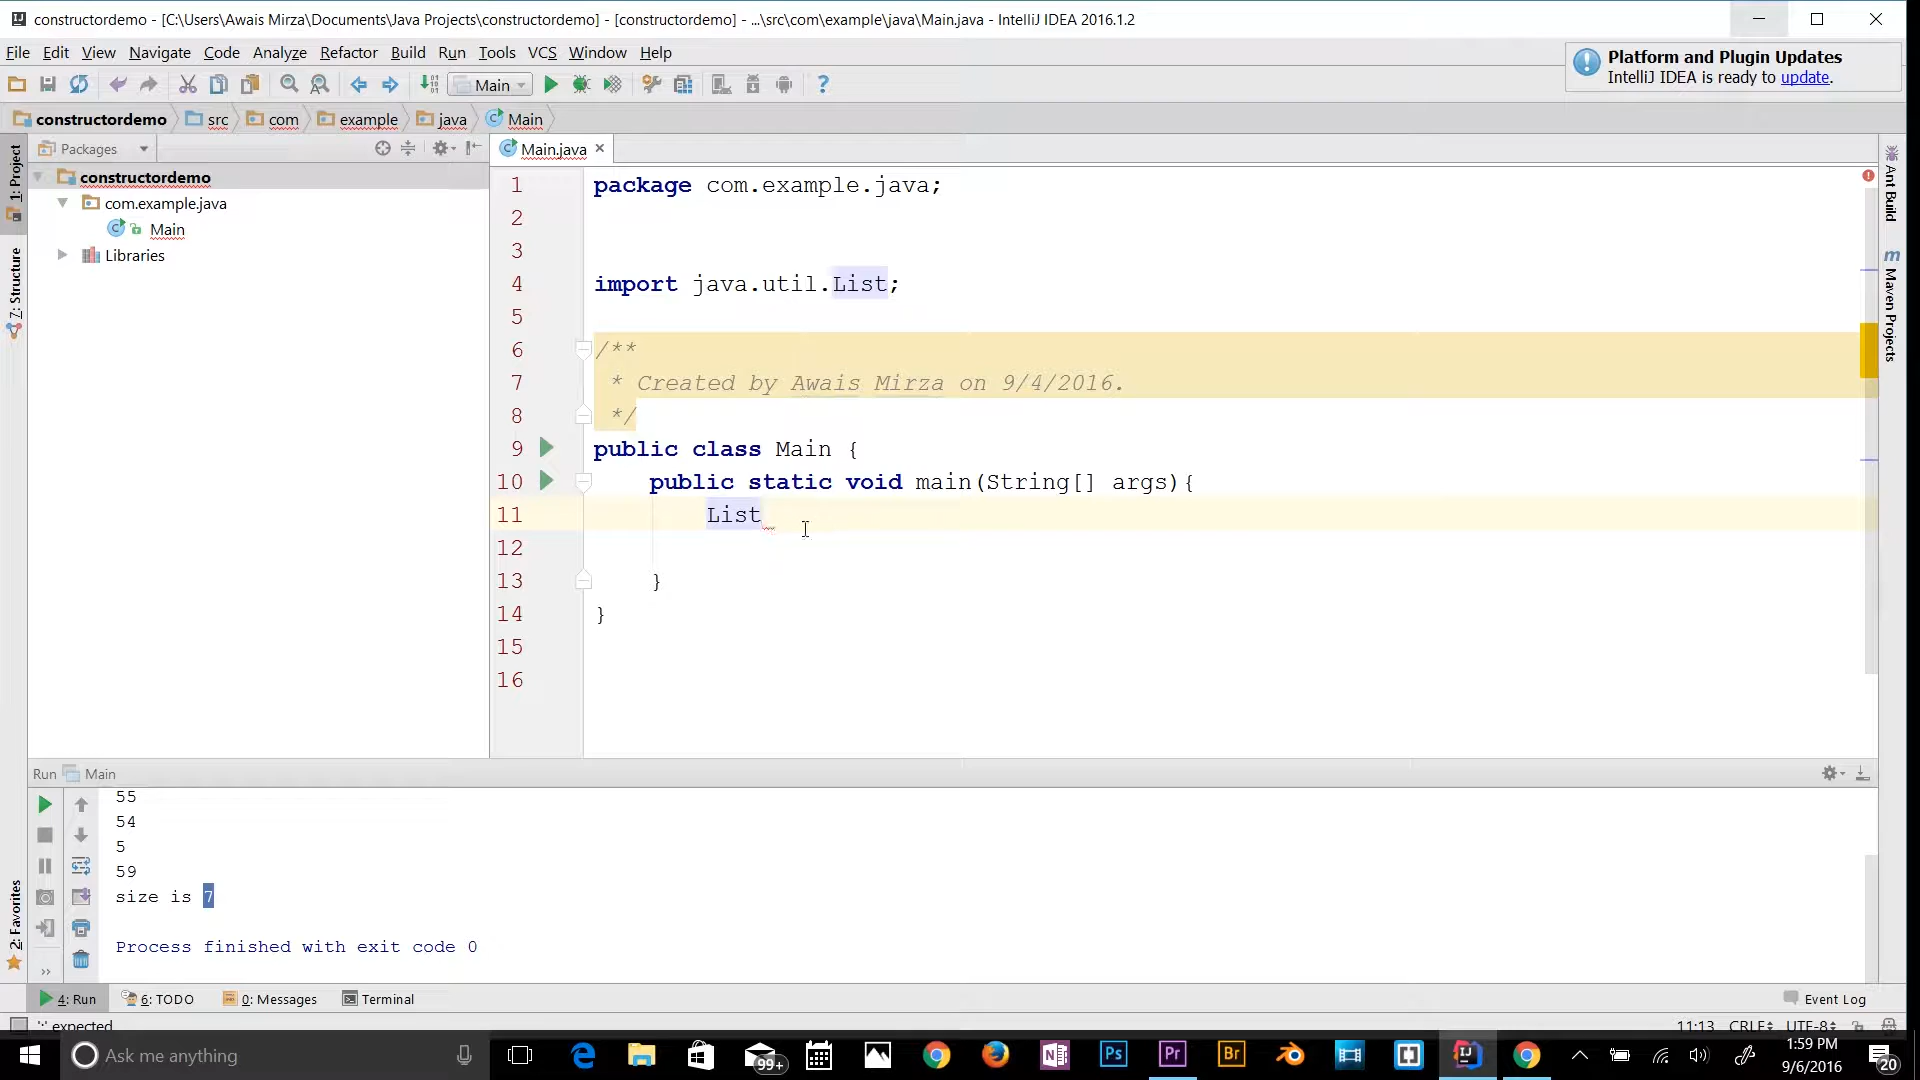 constructordemo - [C:\Users\Awais Mirza\Documents\Java Projects\constructordemo] - [constructordemo] - ...\src\com\example\java\Main.java - IntelliJ IDEA 2016.1.2
File Edit View Navigate Code Analyze Refactor Build Run Tools VCS Window Help
Platform and Plugin Updates
IntelliJ IDEA is ready to update.
Main
constructordemo src com example java Main
Packages
Main.java
1: Project
7: Structure
2: Favorites
constructordemo
com.example.java
Main
Libraries
1 package com.example.java;
2
3
4 import java.util.List;
5
6 /**
7 * Created by Awais Mirza on 9/4/2016.
8 */
9 public class Main {
10 public static void main(String[] args){
11 List
12
13 }
14 }
15
16
Ant Build
Maven Projects
Run Main
55
54
5
59
size is 7
Process finished with exit code 0
4: Run 6: TODO 0: Messages Terminal Event Log
expected 11:13 CRLF UTF-8
Ask me anything
99+
Ps Pr Br
1:59 PM
9/6/2016
20